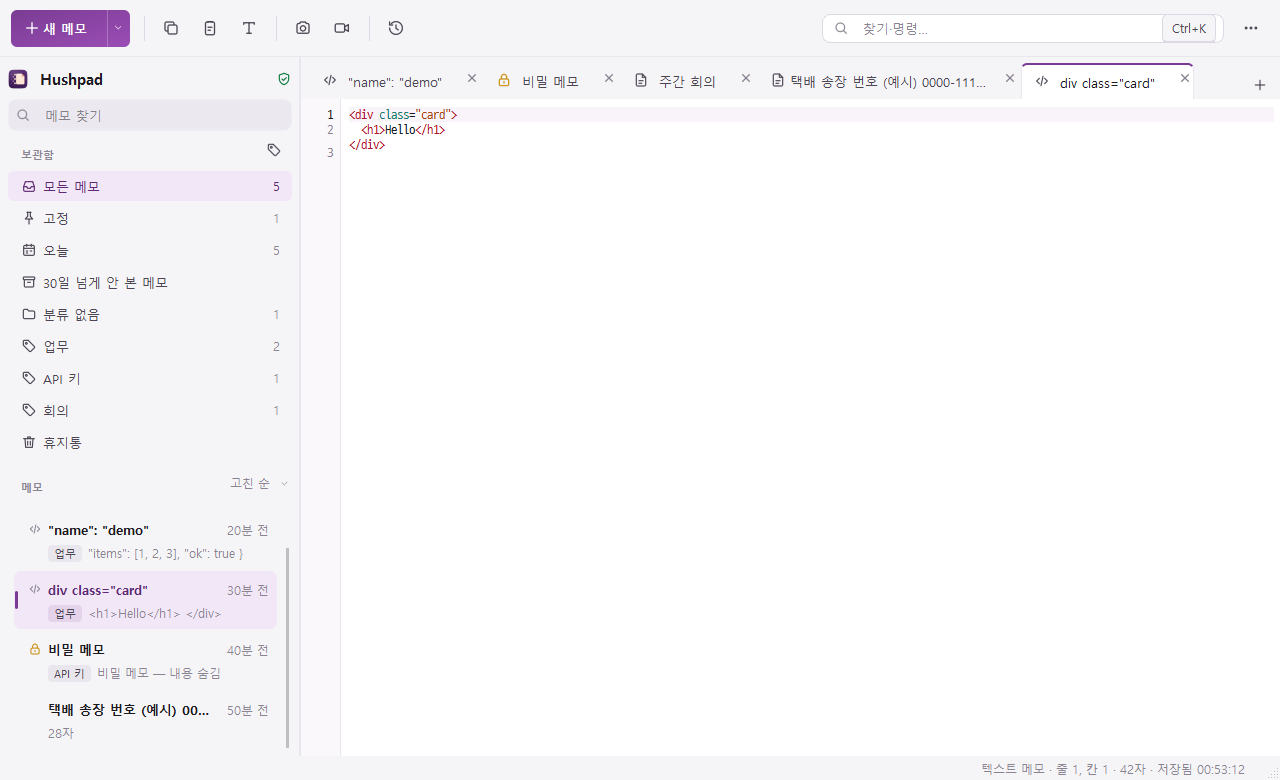 새 메모
찾기·명령...
Ctrl+K
Hushpad
"name": "demo"
비밀 메모
주간 회의
택배 송장 번호 (예시) 0000-111...
div class="card"
메모 찾기
보관함
모든 메모 5
고정 1
오늘 5
30일 넘게 안 본 메모
분류 없음 1
업무 2
API 키 1
회의 1
휴지통
메모
고친 순
"name": "demo" 20분 전
업무 "items": [1, 2, 3], "ok": true }
div class="card" 30분 전
업무 <h1>Hello</h1> </div>
비밀 메모 40분 전
API 키 비밀 메모 — 내용 숨김
택배 송장 번호 (예시) 00... 50분 전
28자
1 <div class="card">
2 <h1>Hello</h1>
</div>
3
텍스트 메모 · 줄 1, 칸 1 · 42자 · 저장됨 00:53:12